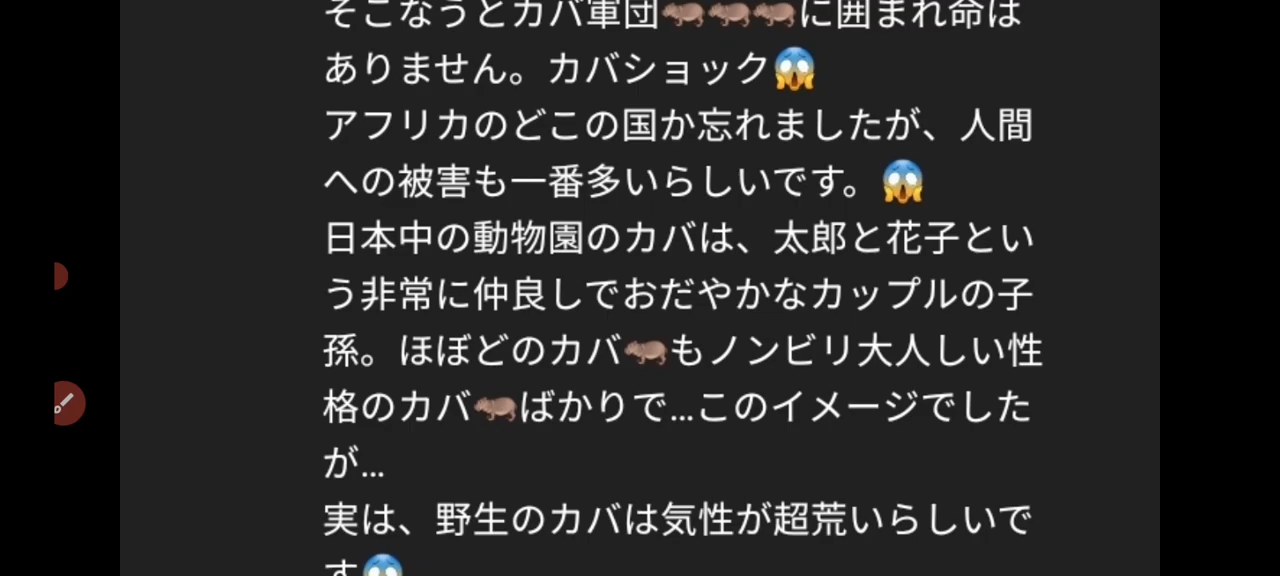 そこなうとカバ軍団🦛🦛🦛に囲まれ命は
ありません。カバショック😱
アフリカのどこの国か忘れましたが、人間
への被害も一番多いらしいです。😱
日本中の動物園のカバは、太郎と花子とい
う非常に仲良しでおだやかなカップルの子
孫。ほぼどのカバ🦛もノンビリ大人しい性
格のカバ🦛ばかりで...このイメージでした
が...
実は、野生のカバは気性が超荒いらしいで
す😱